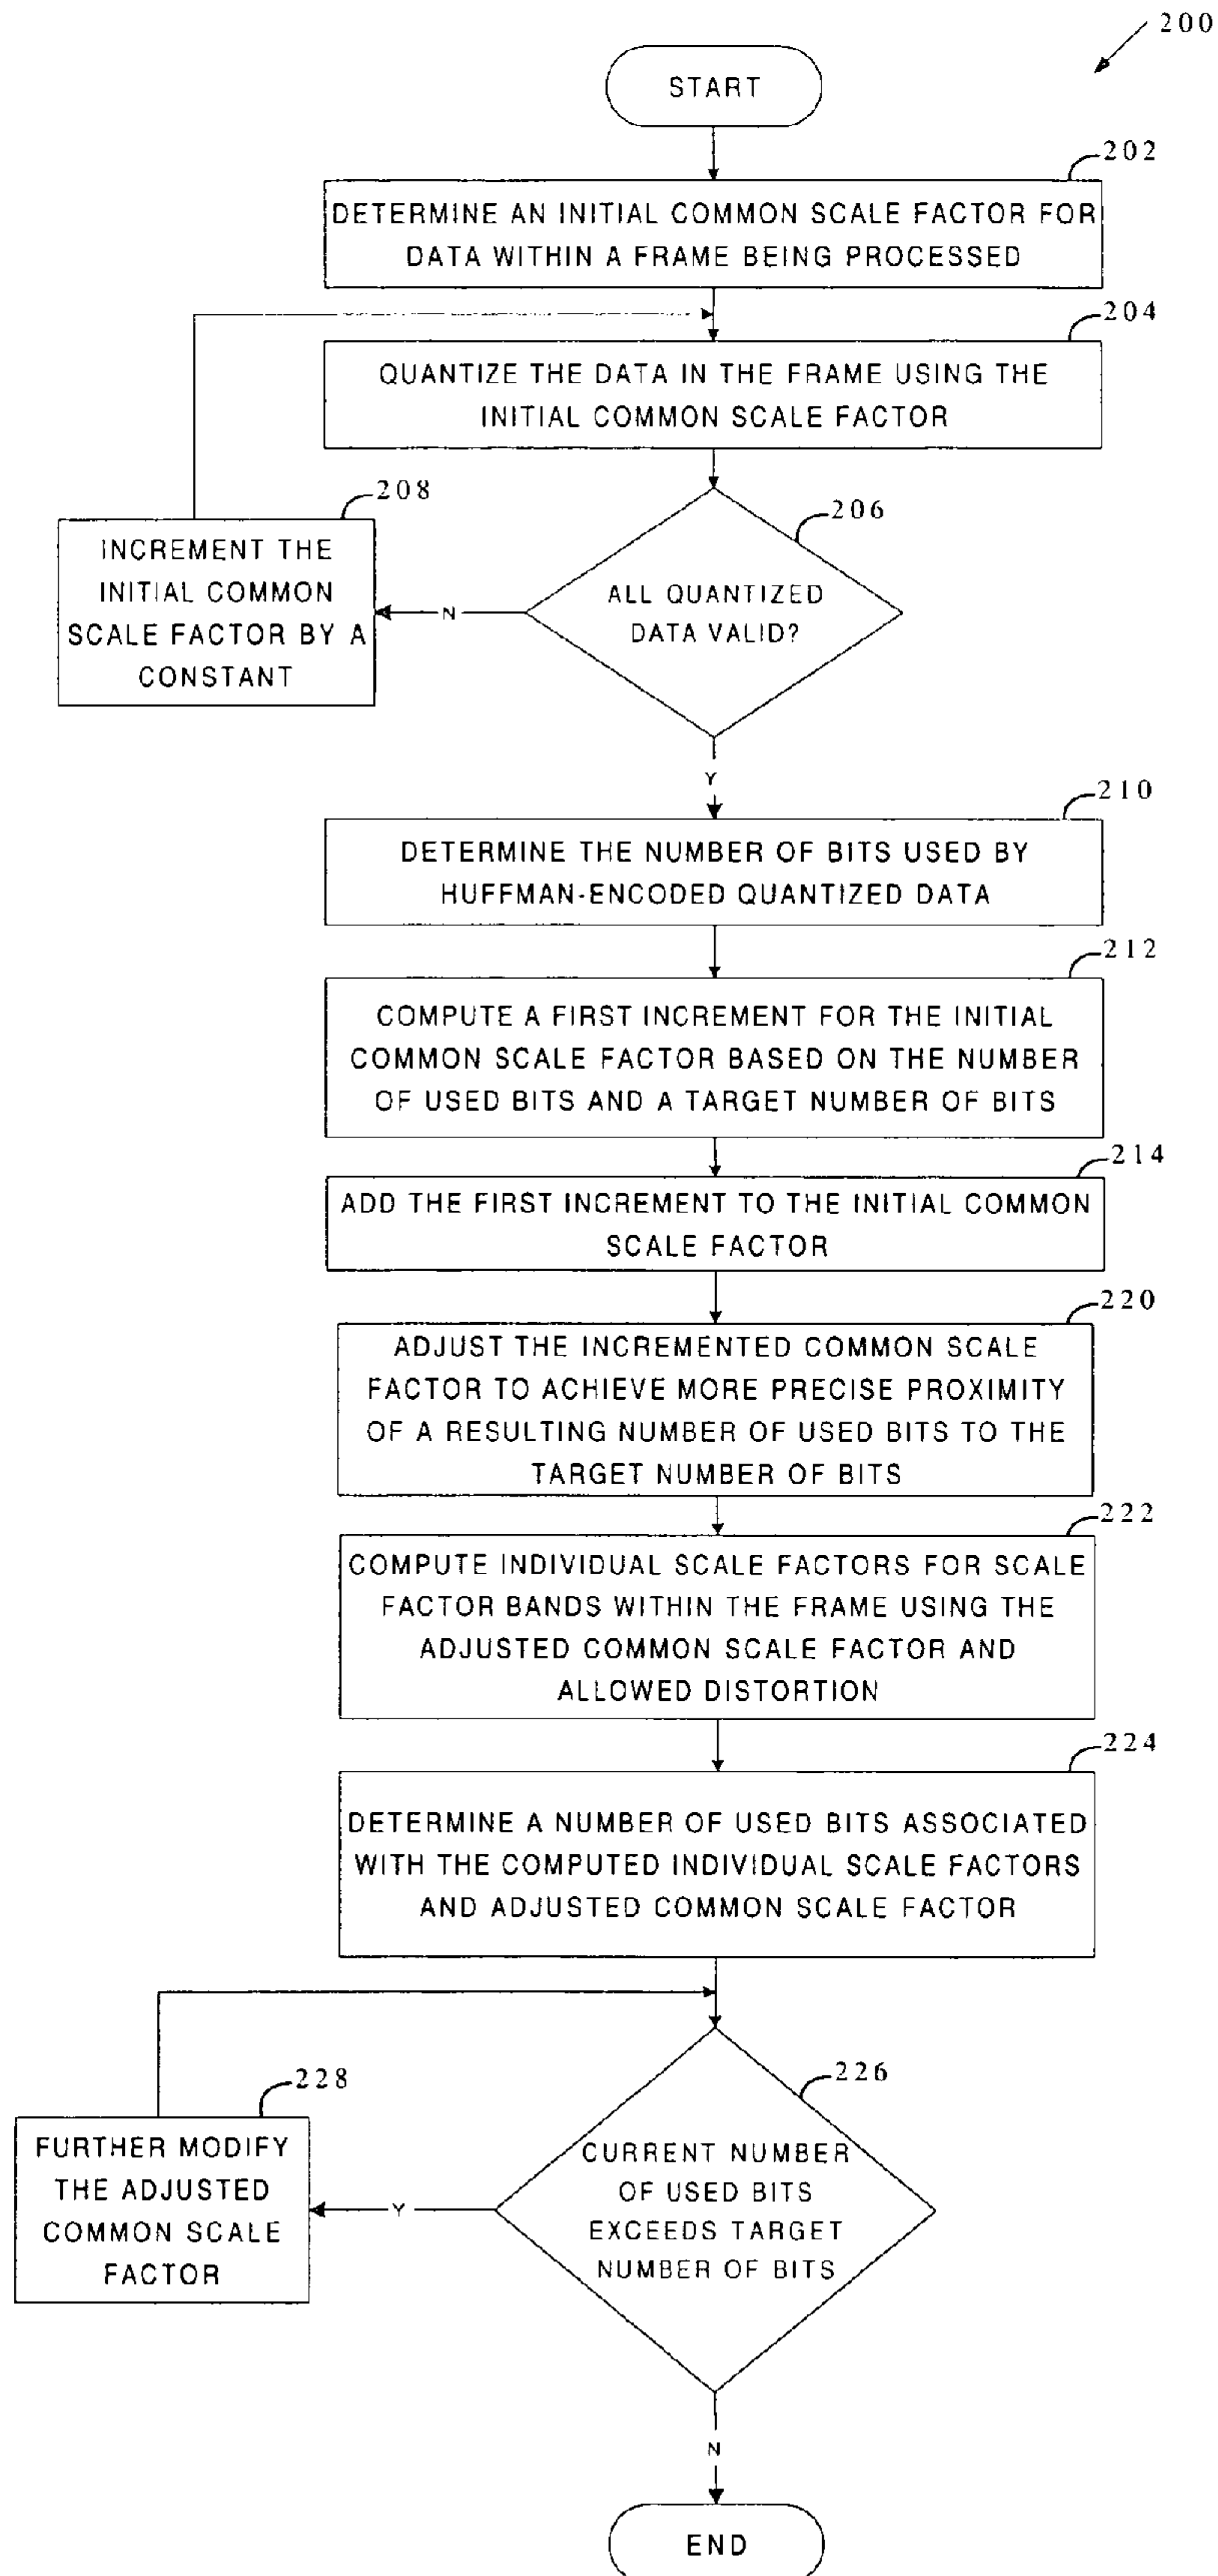 200
START
202
DETERMINE AN INITIAL COMMON SCALE FACTOR FOR
DATA WITHIN A FRAME BEING PROCESSED
204
QUANTIZE THE DATA IN THE FRAME USING THE
INITIAL COMMON SCALE FACTOR
208
INCREMENT THE
INITIAL COMMON
SCALE FACTOR BY A
CONSTANT
N
206
ALL QUANTIZED
DATA VALID?
Y
210
DETERMINE THE NUMBER OF BITS USED BY
HUFFMAN-ENCODED QUANTIZED DATA
212
COMPUTE A FIRST INCREMENT FOR THE INITIAL
COMMON SCALE FACTOR BASED ON THE NUMBER
OF USED BITS AND A TARGET NUMBER OF BITS
214
ADD THE FIRST INCREMENT TO THE INITIAL COMMON
SCALE FACTOR
220
ADJUST THE INCREMENTED COMMON SCALE
FACTOR TO ACHIEVE MORE PRECISE PROXIMITY
OF A RESULTING NUMBER OF USED BITS TO THE
TARGET NUMBER OF BITS
222
COMPUTE INDIVIDUAL SCALE FACTORS FOR SCALE
FACTOR BANDS WITHIN THE FRAME USING THE
ADJUSTED COMMON SCALE FACTOR AND
ALLOWED DISTORTION
224
DETERMINE A NUMBER OF USED BITS ASSOCIATED
WITH THE COMPUTED INDIVIDUAL SCALE FACTORS
AND ADJUSTED COMMON SCALE FACTOR
228
FURTHER MODIFY
THE ADJUSTED
COMMON SCALE
FACTOR
Y
226
CURRENT NUMBER
OF USED BITS
EXCEEDS TARGET
NUMBER OF BITS
N
END